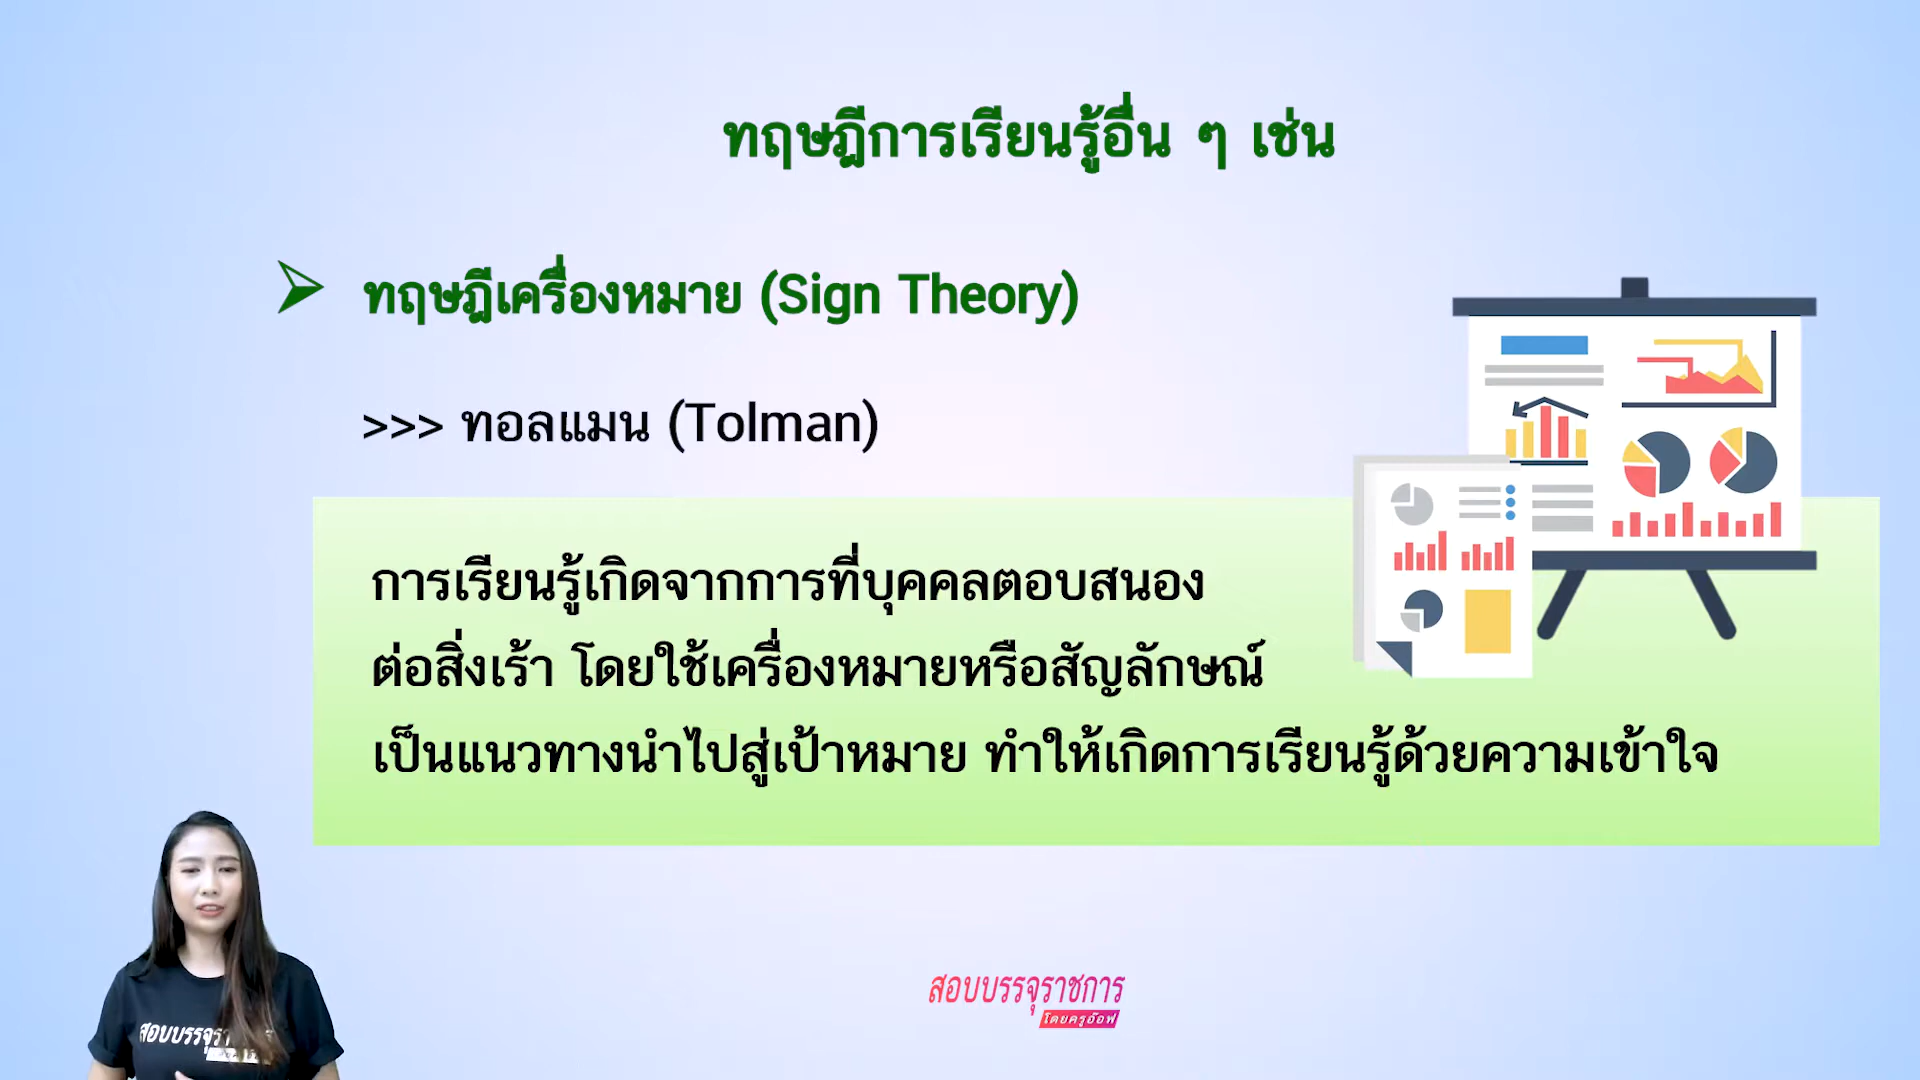 ทฤษฎีการเรียนรู้อื่น ๆ เช่น
ทฤษฎีเครื่องหมาย (Sign Theory)
>>> ทอลแมน (Tolman)
การเรียนรู้เกิดจากการที่บุคคลตอบสนอง
ต่อสิ่งเร้า โดยใช้เครื่องหมายหรือสัญลักษณ์
เป็นแนวทางนำไปสู่เป้าหมาย ทำให้เกิดการเรียนรู้ด้วยความเข้าใจ
สอบบรรจุราชการ
โดยครูอ๊อฟ